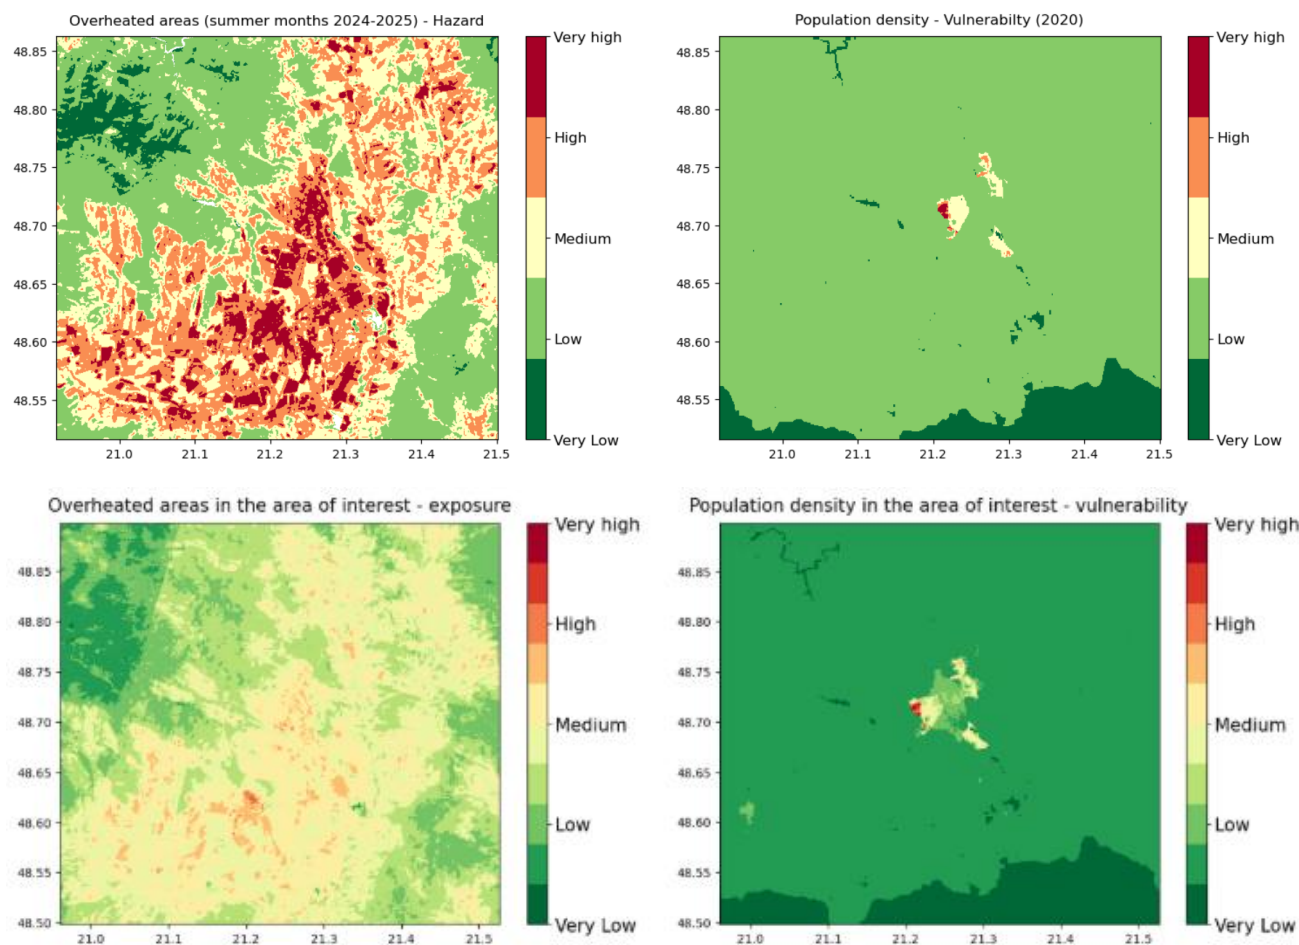 Overheated areas (summer months 2024-2025) - Hazard
48.85
48.80
48.75
48.70
48.65
48.60
48.55
21.0 21.1 21.2 21.3 21.4 21.5
Very high
High
Medium
Low
Very Low
Population density - Vulnerabilty (2020)
48.85
48.80
48.75
48.70
48.65
48.60
48.55
21.0 21.1 21.2 21.3 21.4 21.5
Very high
High
Medium
Low
Very Low
Overheated areas in the area of interest - exposure
48.85
48.80
48.75
48.70
48.65
48.60
48.55
48.50
21.0 21.1 21.2 21.3 21.4 21.5
Very high
High
Medium
Low
Very Low
Population density in the area of interest - vulnerability
48.85
48.80
48.75
48.70
48.65
48.60
48.55
48.50
21.0 21.1 21.2 21.3 21.4 21.5
Very high
High
Medium
Low
Very Low